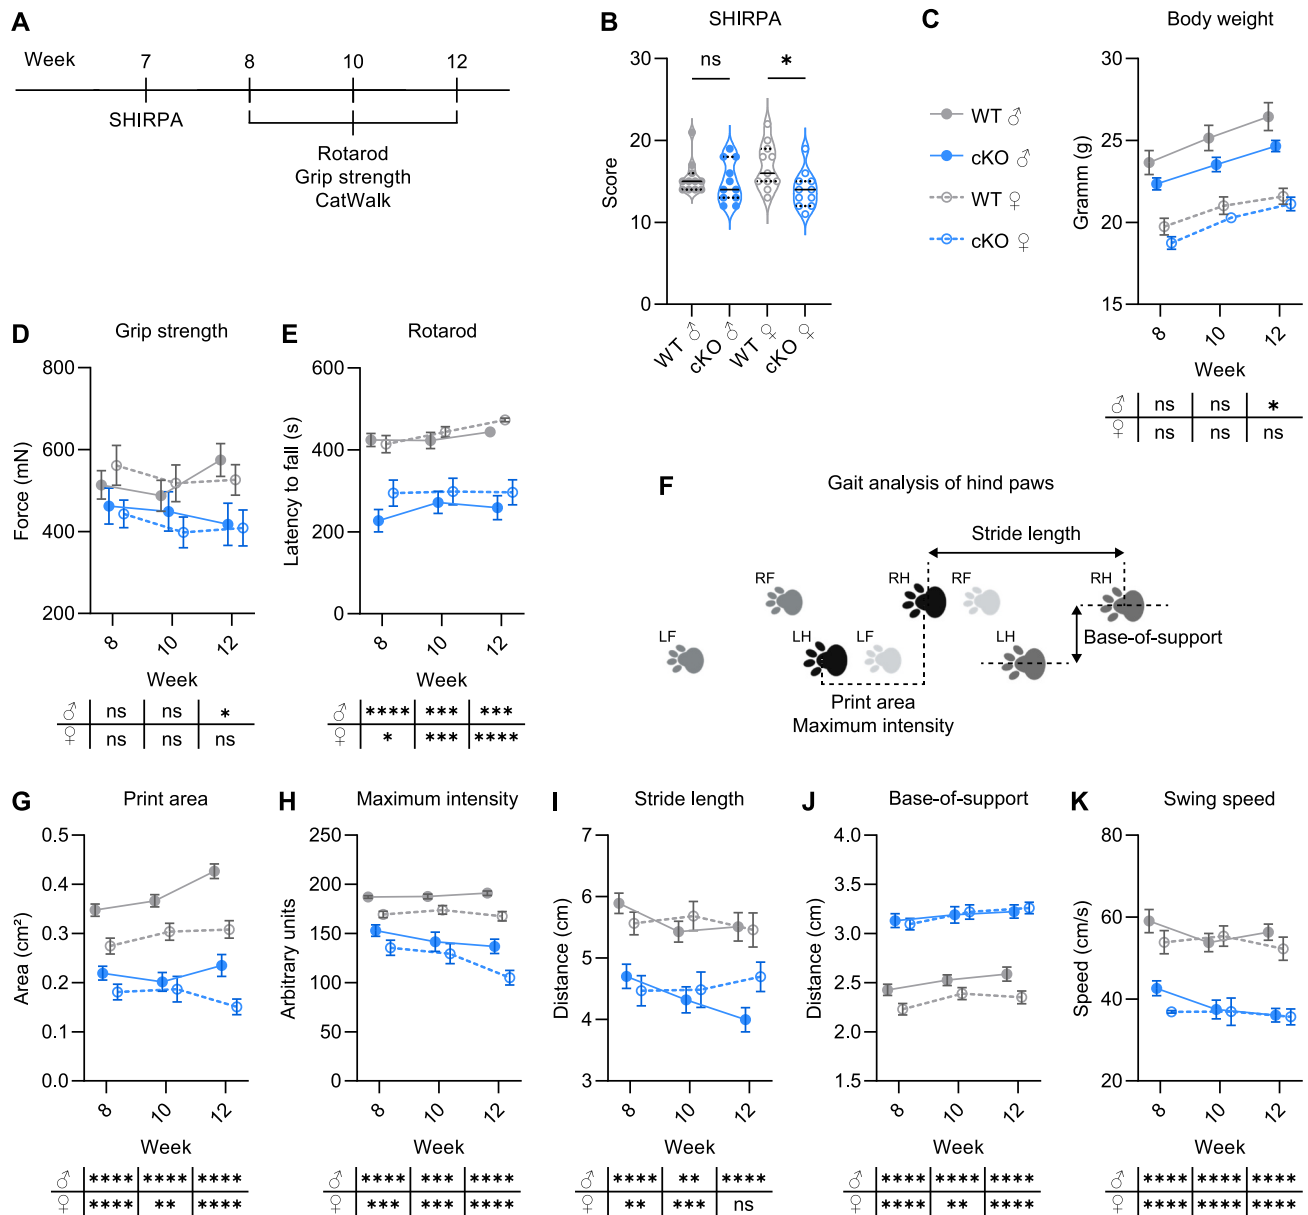 A
Week 7 8 10 12
SHIRPA
Rotarod
Grip strength
CatWalk
B
SHIRPA
Score
30
20
10
0
ns *
WT ♂ cKO ♂ WT ♀ cKO ♀
C
Body weight
WT ♂
cKO ♂
WT ♀
cKO ♀
Gramm (g)
30
25
20
15
8 10 12
Week
♂ ns ns *
♀ ns ns ns
D
Grip strength
Force (mN)
800
600
400
200
8 10 12
Week
♂ ns ns *
♀ ns ns ns
E
Rotarod
Latency to fall (s)
600
400
200
0
8 10 12
Week
♂ **** *** ***
♀ * *** ****
F
Gait analysis of hind paws
Stride length
RF RH RF RH
LF LH LF LH
Base-of-support
Print area
Maximum intensity
G
Print area
Area (cm²)
0.5
0.4
0.3
0.2
0.1
0.0
8 10 12
Week
♂ **** **** ****
♀ **** ** ****
H
Maximum intensity
Arbitrary units
250
200
150
100
50
0
8 10 12
Week
♂ **** *** ****
♀ *** *** ****
I
Stride length
Distance (cm)
7
6
5
4
3
8 10 12
Week
♂ **** ** ****
♀ ** *** ns
J
Base-of-support
Distance (cm)
4.0
3.5
3.0
2.5
2.0
1.5
8 10 12
Week
♂ **** **** ****
♀ **** ** ****
K
Swing speed
Speed (cm/s)
80
60
40
20
8 10 12
Week
♂ **** **** ****
♀ **** **** ****